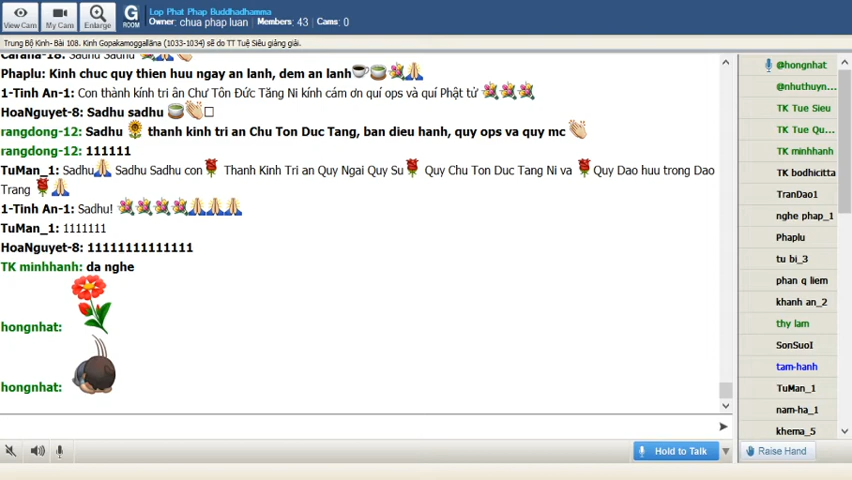 Lop Phat Phap Buddhadhamma
Owner: chua phap luan Members: 43 Cams: 0
View Cam
My Cam
Enlarge
G
ROOM
Trung Bộ Kinh- Bài 108. Kinh Gopakamoggallāna (1033-1034) sẽ do TT Tuệ Siêu giảng giải.
Carana-18: Sadhu Sadhu
Phaplu: Kinh chuc quy thien huu ngay an lanh, dem an lanh
1-Tinh An-1: Con thành kính tri ân Chư Tôn Đức Tăng Ni kính cám ơn quí ops và quí Phật tử
HoaNguyet-8: Sadhu sadhu
rangdong-12: Sadhu thanh kinh tri an Chu Ton Duc Tang, ban dieu hanh, quy ops va quy mc
rangdong-12: 111111
TuMan_1: Sadhu Sadhu Sadhu con Thanh Kinh Tri an Quy Ngai Quy Su Quy Chu Ton Duc Tang Ni va Quy Dao huu trong Dao
Trang
1-Tinh An-1: Sadhu!
TuMan_1: 1111111
HoaNguyet-8: 11111111111111
TK minhhanh: da nghe
hongnhat:
hongnhat:
@hongnhat
@nhuthuyn...
TK Tue Sieu
TK Tue Qu...
TK minhhanh
TK bodhicitta
TranDao1
nghe phap_1
Phaplu
tu bi_3
phan q liem
khanh an_2
thy lam
SonSuoI
tam-hanh
TuMan_1
nam-ha_1
khema_5
Hold to Talk
Raise Hand